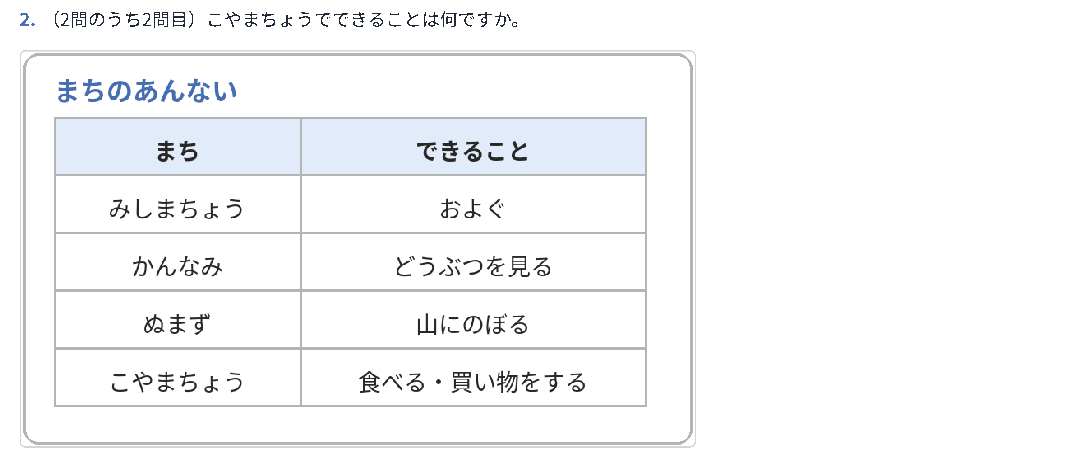 2. （2問のうち2問目）こやまちょうでできることは何ですか。
まちのあんない
まち できること
みしまちょう およぐ
かんなみ どうぶつを見る
ぬまず 山にのぼる
こやまちょう 食べる・買い物をする